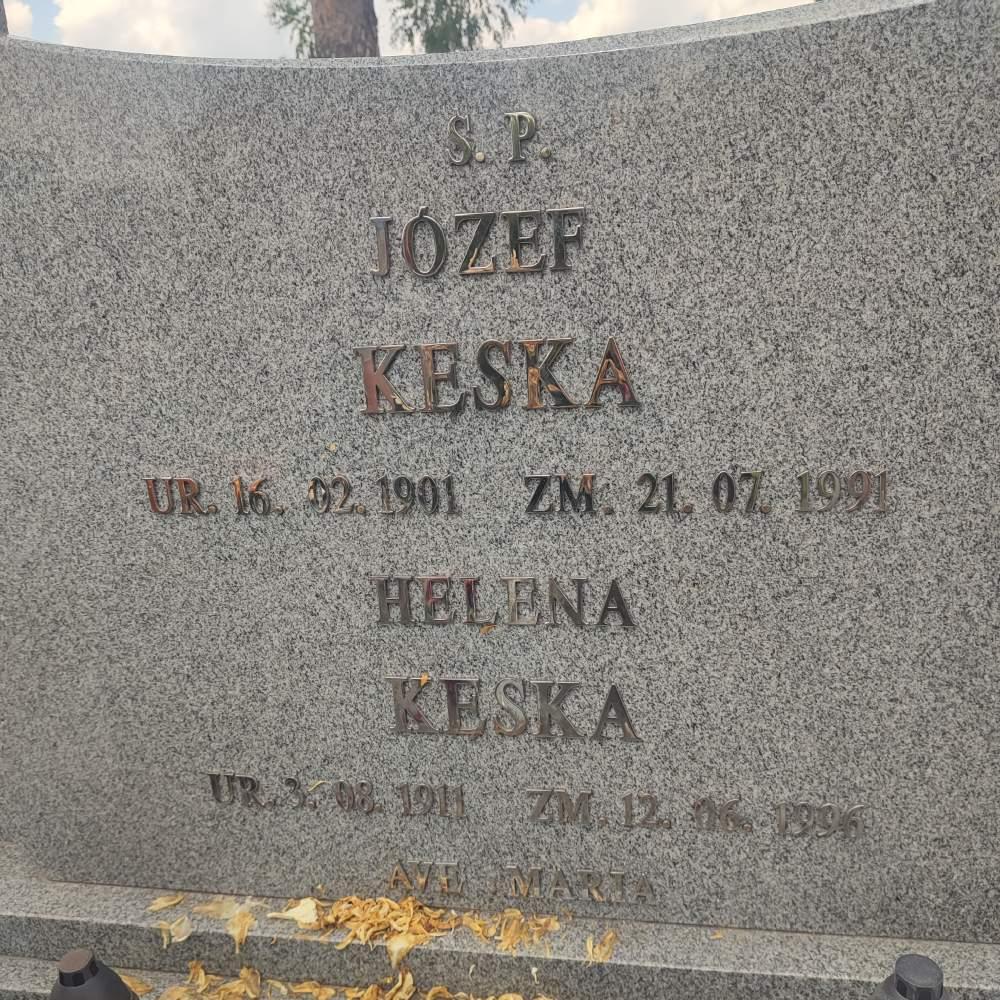 S. P.
JÓZEF
KESKA
UR. 16. 02. 1901 ZM. 21. 07. 1991
HELENA
KESKA
UR. 3. 08. 1911 ZM. 12. 06. 1996
AVE MARIA